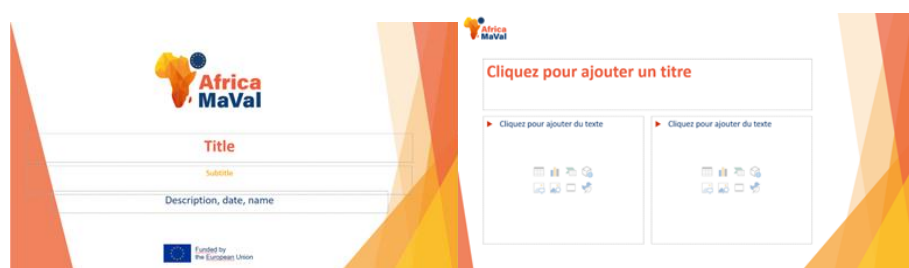 Africa
MaVal
Title
Subtitle
Description, date, name
Funded by
the European Union
Africa
MaVal
Cliquez pour ajouter un titre
Cliquez pour ajouter du texte
Cliquez pour ajouter du texte